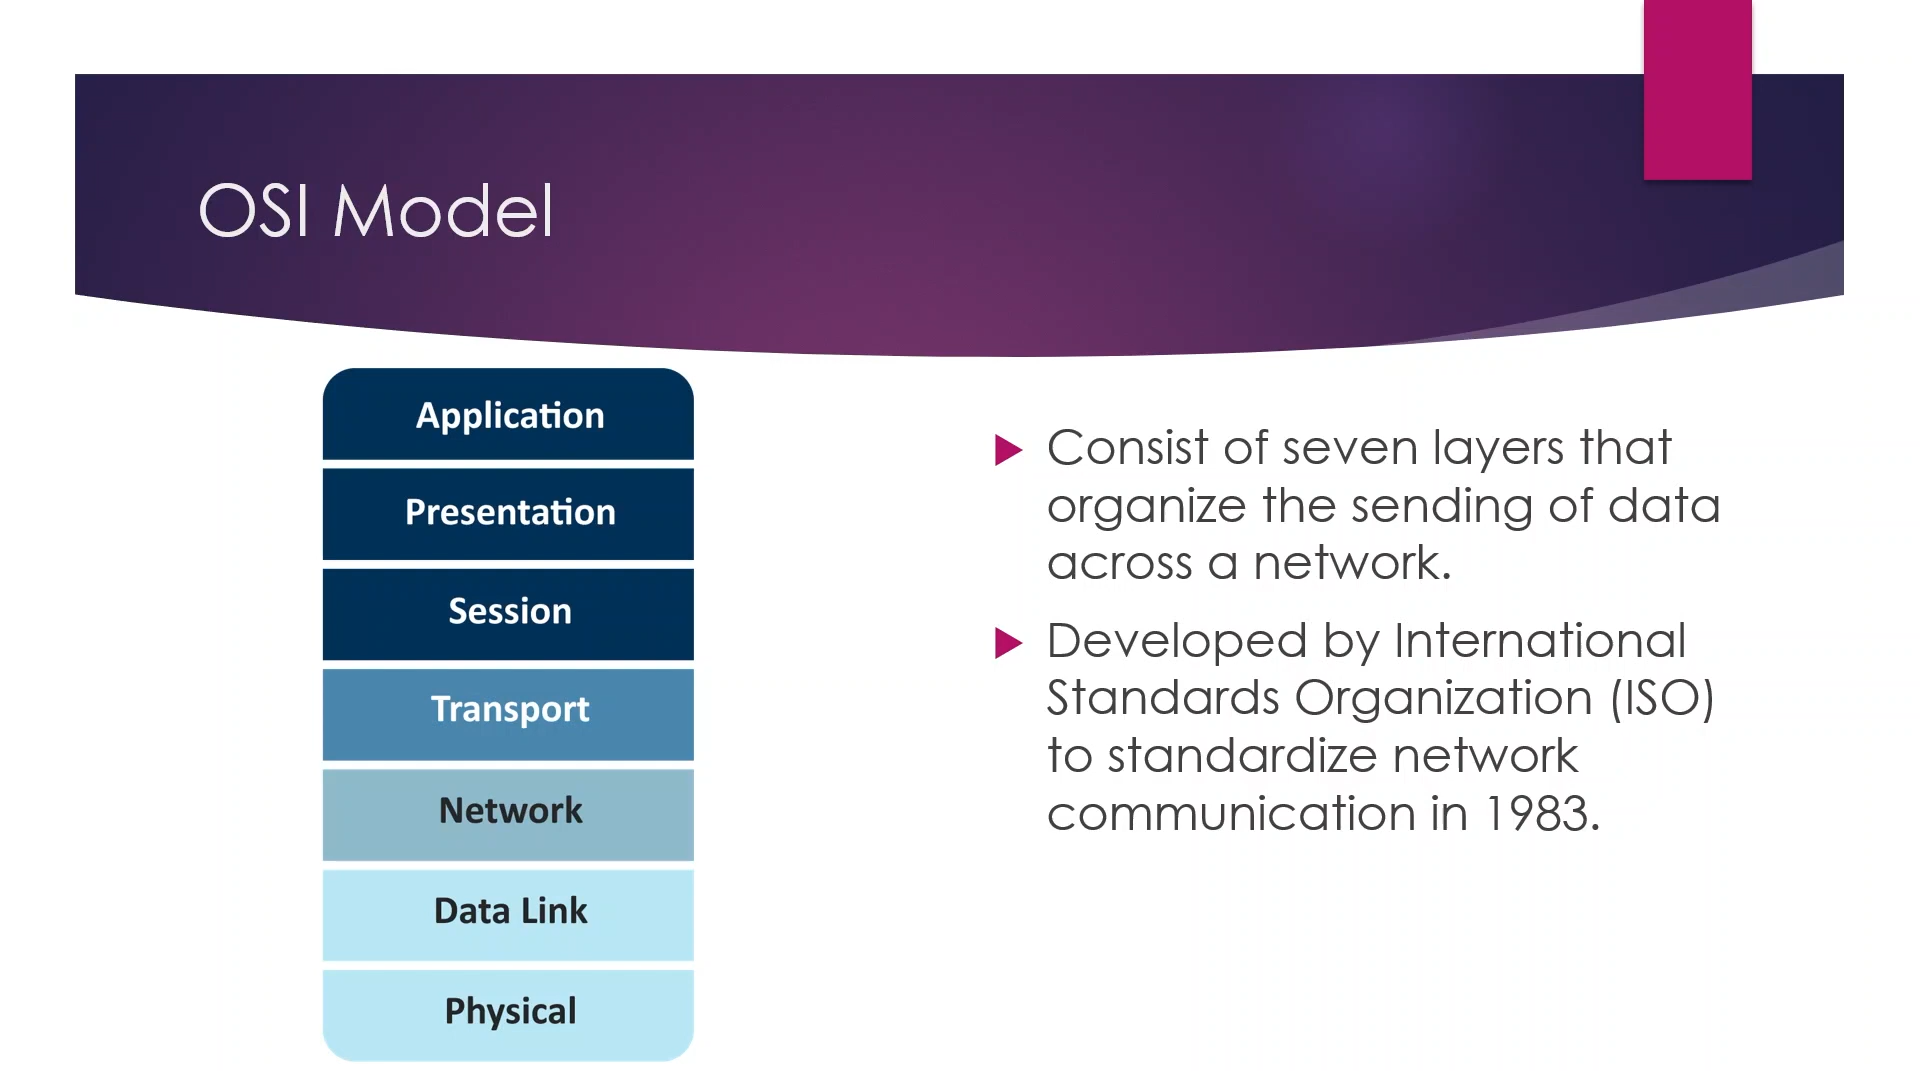 OSI Model
Application
Presentation
Session
Transport
Network
Data Link
Physical
Consist of seven layers that
organize the sending of data
across a network.
Developed by International
Standards Organization (ISO)
to standardize network
communication in 1983.